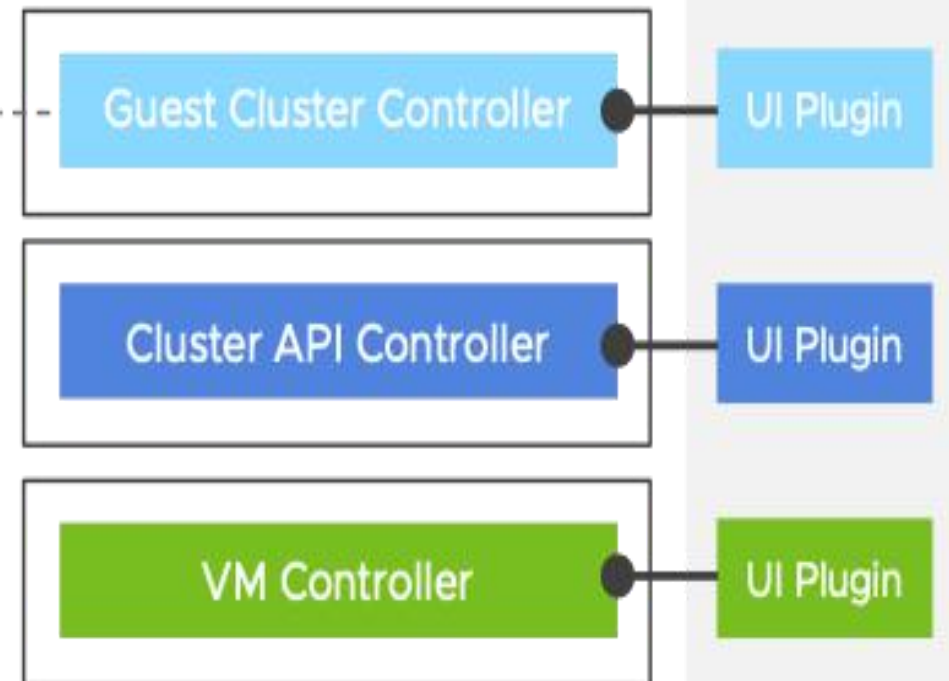 Guest Cluster Controller
UI Plugin
Cluster API Controller
UI Plugin
VM Controller
UI Plugin